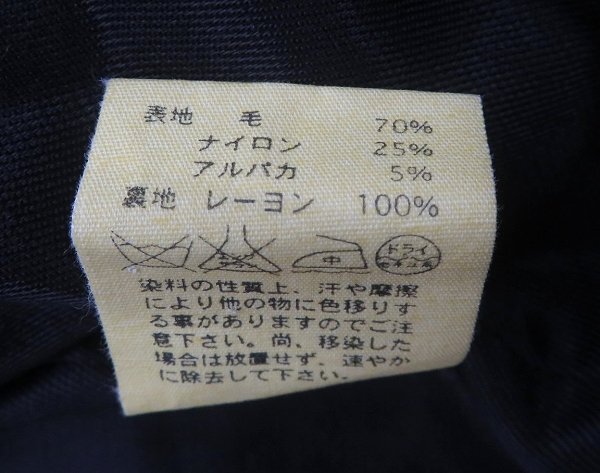 表地 毛 70%
ナイロン 25%
アルパカ 5%
裏地 レーヨン 100%
中 ドライ
染料の性質上、汗や摩擦
により他の物に色移りす
る事がありますのでご注
意下さい。尚、移染した
場合は放置せず、速やか
に除去して下さい。